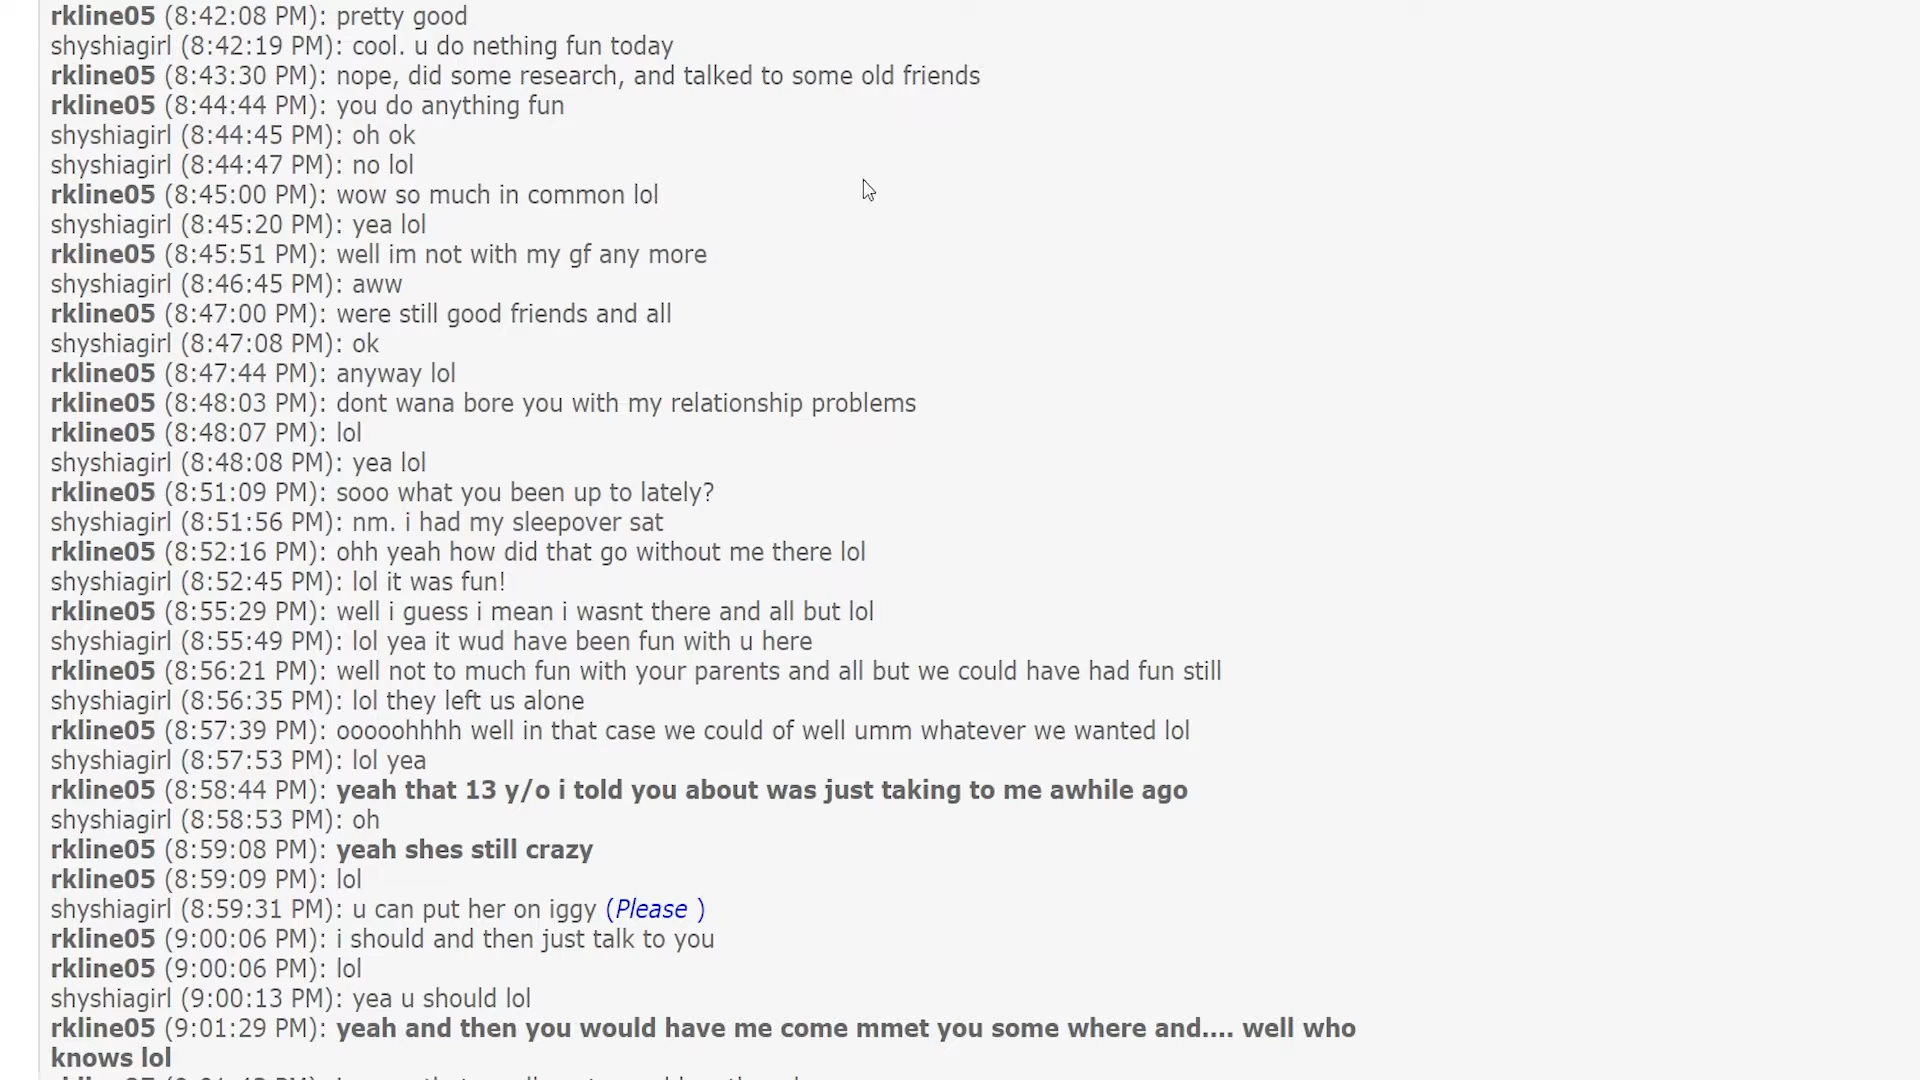 rkline05 (8:42:08 PM): pretty good
shyshiagirl (8:42:19 PM): cool. u do nething fun today
rkline05 (8:43:30 PM): nope, did some research, and talked to some old friends
rkline05 (8:44:44 PM): you do anything fun
shyshiagirl (8:44:45 PM): oh ok
shyshiagirl (8:44:47 PM): no lol
rkline05 (8:45:00 PM): wow so much in common lol
shyshiagirl (8:45:20 PM): yea lol
rkline05 (8:45:51 PM): well im not with my gf any more
shyshiagirl (8:46:45 PM): aww
rkline05 (8:47:00 PM): were still good friends and all
shyshiagirl (8:47:08 PM): ok
rkline05 (8:47:44 PM): anyway lol
rkline05 (8:48:03 PM): dont wana bore you with my relationship problems
rkline05 (8:48:07 PM): lol
shyshiagirl (8:48:08 PM): yea lol
rkline05 (8:51:09 PM): sooo what you been up to lately?
shyshiagirl (8:51:56 PM): nm. i had my sleepover sat
rkline05 (8:52:16 PM): ohh yeah how did that go without me there lol
shyshiagirl (8:52:45 PM): lol it was fun!
rkline05 (8:55:29 PM): well i guess i mean i wasnt there and all but lol
shyshiagirl (8:55:49 PM): lol yea it wud have been fun with u here
rkline05 (8:56:21 PM): well not to much fun with your parents and all but we could have had fun still
shyshiagirl (8:56:35 PM): lol they left us alone
rkline05 (8:57:39 PM): ooooohhhh well in that case we could of well umm whatever we wanted lol
shyshiagirl (8:57:53 PM): lol yea
rkline05 (8:58:44 PM): yeah that 13 y/o i told you about was just taking to me awhile ago
shyshiagirl (8:58:53 PM): oh
rkline05 (8:59:08 PM): yeah shes still crazy
rkline05 (8:59:09 PM): lol
shyshiagirl (8:59:31 PM): u can put her on iggy (Please )
rkline05 (9:00:06 PM): i should and then just talk to you
rkline05 (9:00:06 PM): lol
shyshiagirl (9:00:13 PM): yea u should lol
rkline05 (9:01:29 PM): yeah and then you would have me come mmet you some where and.... well who
knows lol